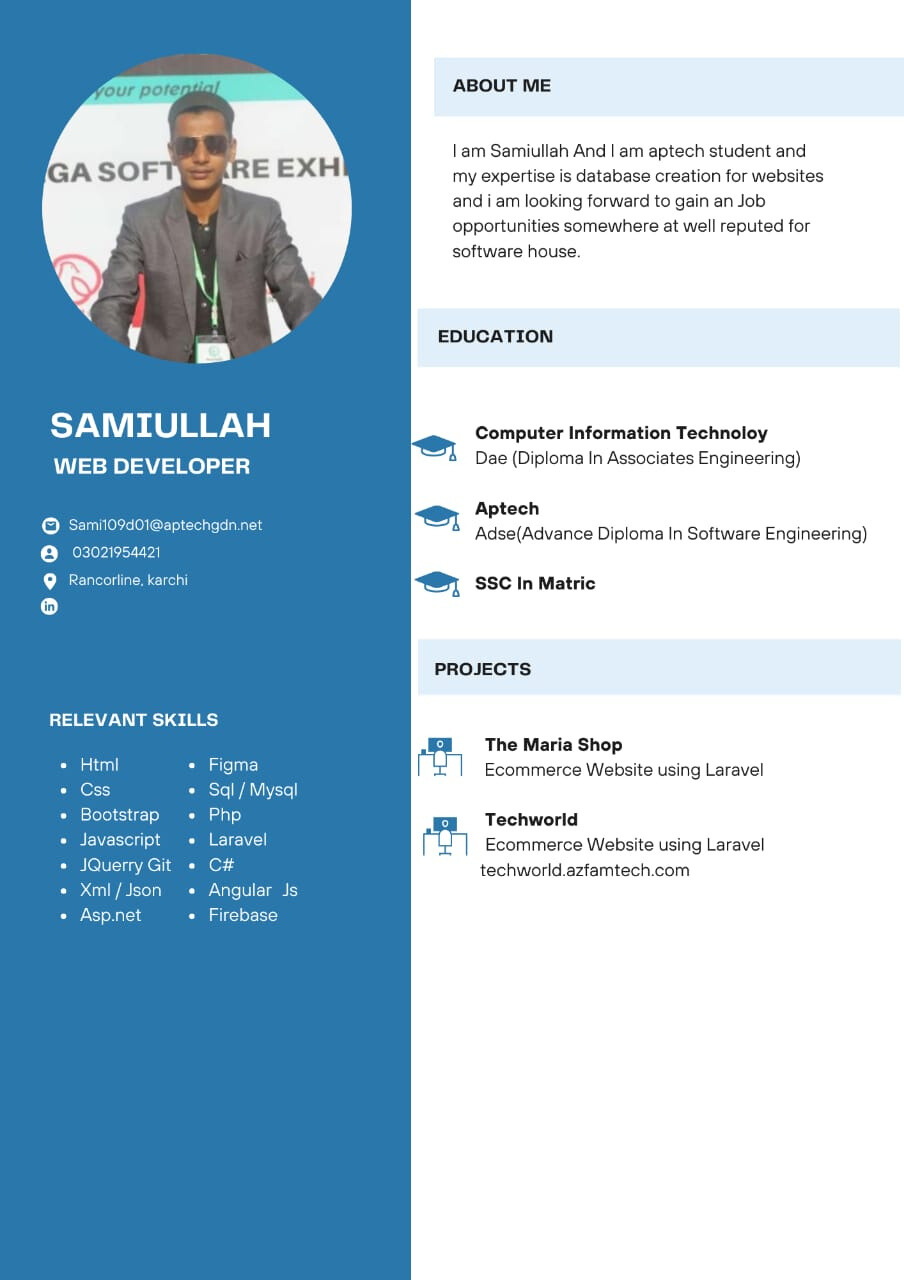 your potential
GA SOFT ARE EXHI
SAMIULLAH
WEB DEVELOPER
Sami109d01@aptechgdn.net
03021954421
Rancorline, karchi
in
RELEVANT SKILLS
Html
Css
Bootstrap
Javascript
JQuerry Git
Xml / Json
Asp.net
Figma
Sql / Mysql
Php
Laravel
C#
Angular Js
Firebase
ABOUT ME
I am Samiullah And I am aptech student and
my expertise is database creation for websites
and i am looking forward to gain an Job
opportunities somewhere at well reputed for
software house.
EDUCATION
Computer Information Technoloy
Dae (Diploma In Associates Engineering)
Aptech
Adse(Advance Diploma In Software Engineering)
SSC In Matric
PROJECTS
The Maria Shop
Ecommerce Website using Laravel
Techworld
Ecommerce Website using Laravel
techworld.azfamtech.com